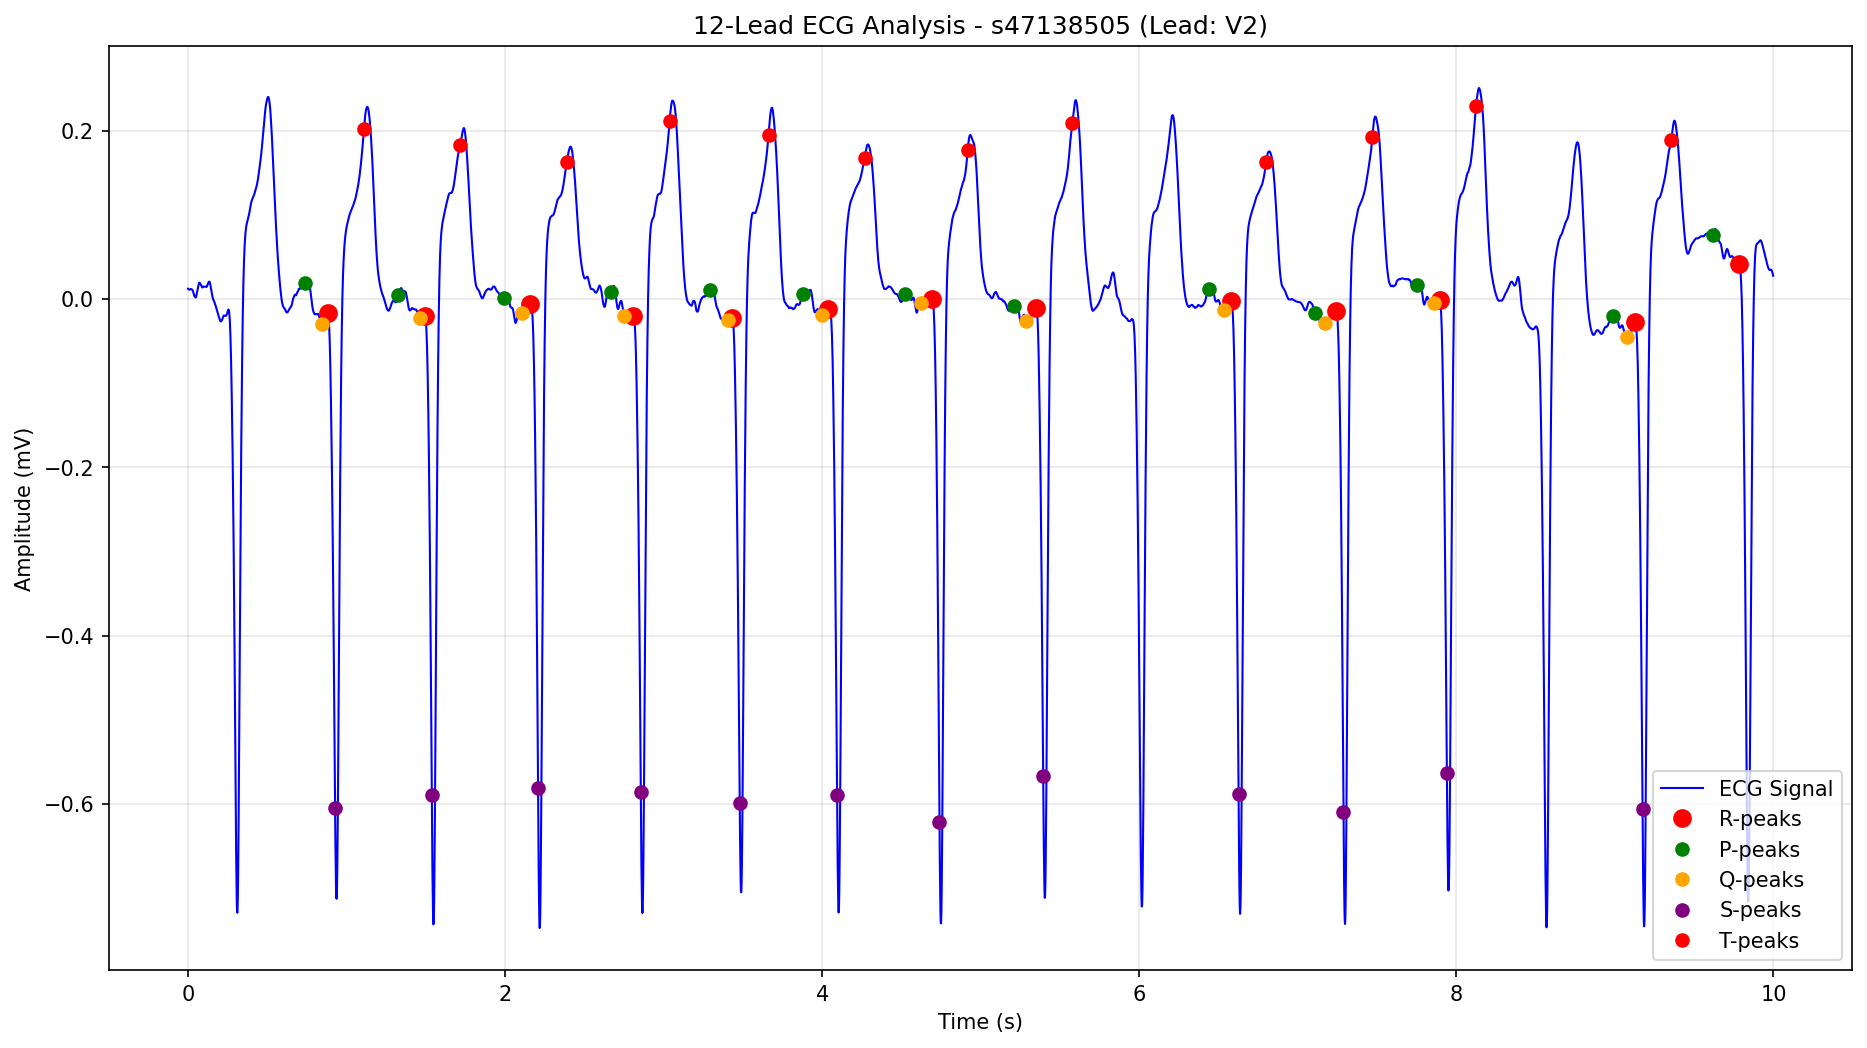 12-Lead ECG Analysis - s47138505 (Lead: V2)
Amplitude (mV)
0.2
0.0
−0.2
−0.4
−0.6
0 2 4 6 8 10
Time (s)
ECG Signal
R-peaks
P-peaks
Q-peaks
S-peaks
T-peaks